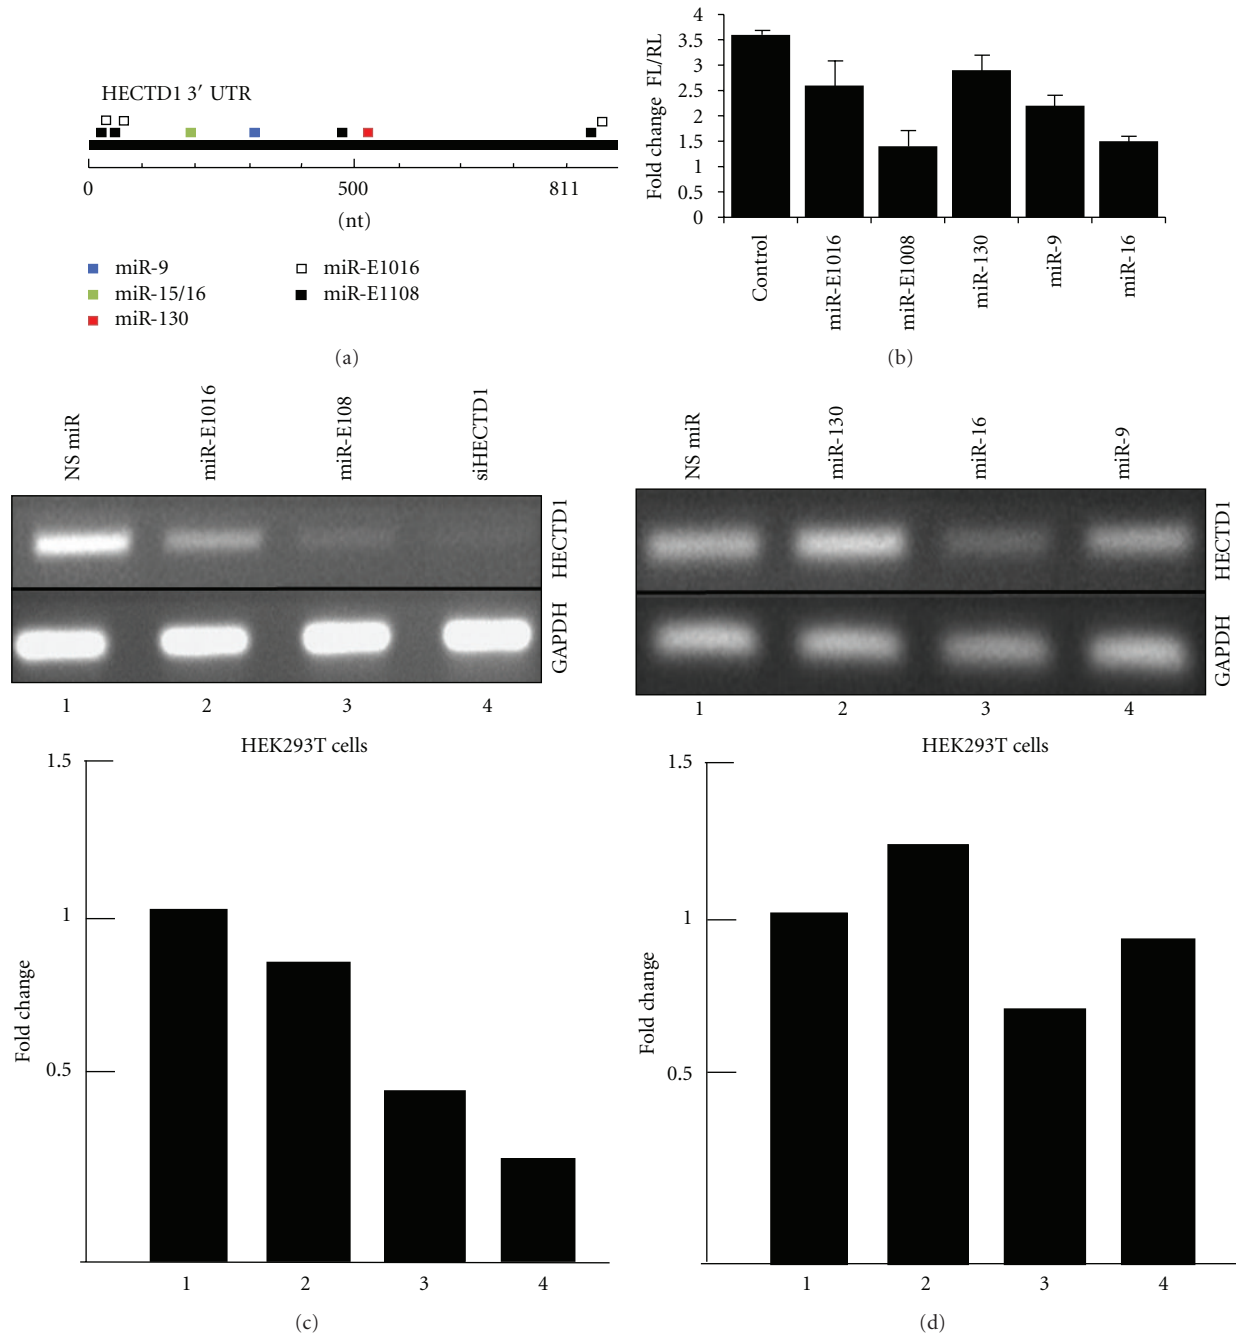 HECTD1 3′ UTR
0 500 811
(nt)
miR-9
miR-15/16
miR-130
miR-E1016
miR-E1108
(a)
Fold change FL/RL
4
3.5
3
2.5
2
1.5
1
0.5
0
Control
miR-E1016
miR-E1008
miR-130
miR-9
miR-16
(b)
NS miR
miR-E1016
miR-E108
siHECTD1
HECTD1
GAPDH
1 2 3 4
HEK293T cells
Fold change
1.5
1
0.5
1 2 3 4
(c)
NS miR
miR-130
miR-16
miR-9
HECTD1
GAPDH
1 2 3 4
HEK293T cells
Fold change
1.5
1
0.5
1 2 3 4
(d)